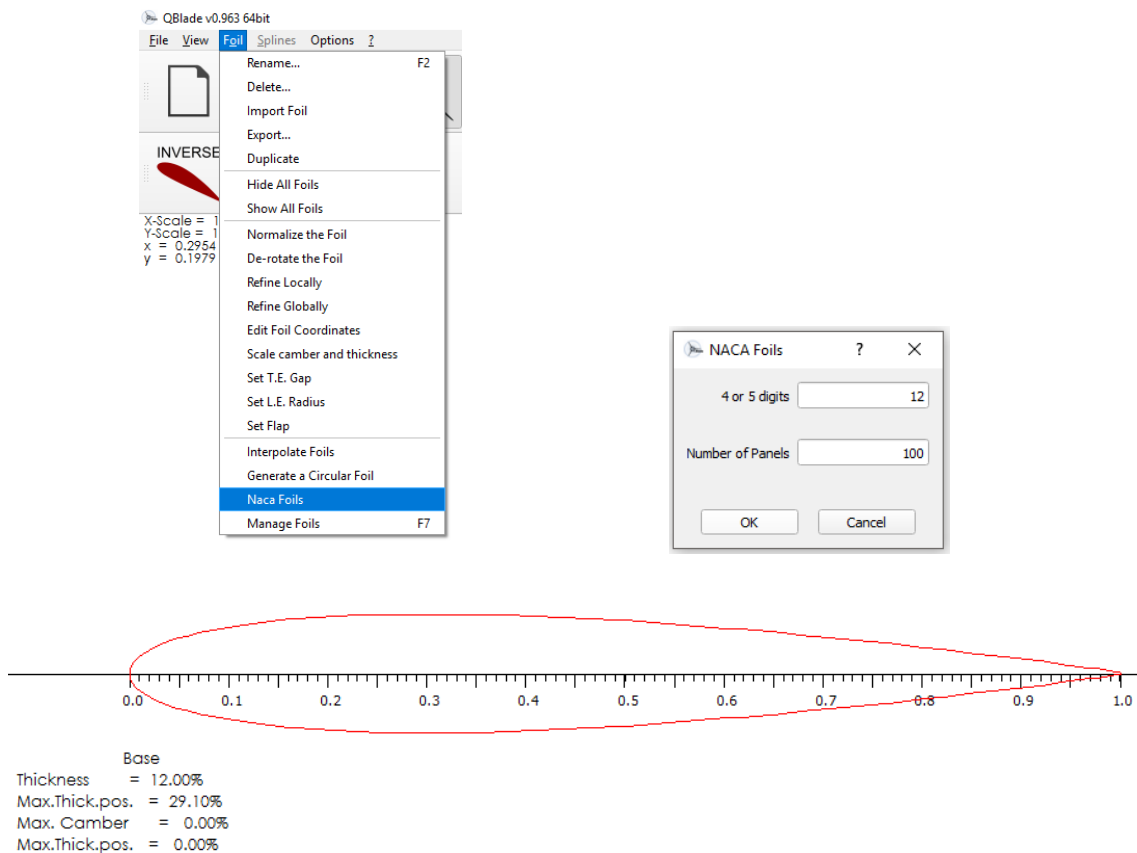 QBlade v0.963 64bit
File View Foil Splines Options ?
Rename... F2
Delete...
Import Foil
Export...
Duplicate
INVERSE
Hide All Foils
Show All Foils
X-Scale = 1
Y-Scale = 1
x = 0.2954
y = 0.1979
Normalize the Foil
De-rotate the Foil
Refine Locally
Refine Globally
Edit Foil Coordinates
Scale camber and thickness
Set T.E. Gap
Set L.E. Radius
Set Flap
Interpolate Foils
Generate a Circular Foil
Naca Foils
Manage Foils F7
NACA Foils ? X
4 or 5 digits 12
Number of Panels 100
OK Cancel
0.0 0.1 0.2 0.3 0.4 0.5 0.6 0.7 0.8 0.9 1.0
Base
Thickness = 12.00%
Max.Thick.pos. = 29.10%
Max. Camber = 0.00%
Max.Thick.pos. = 0.00%